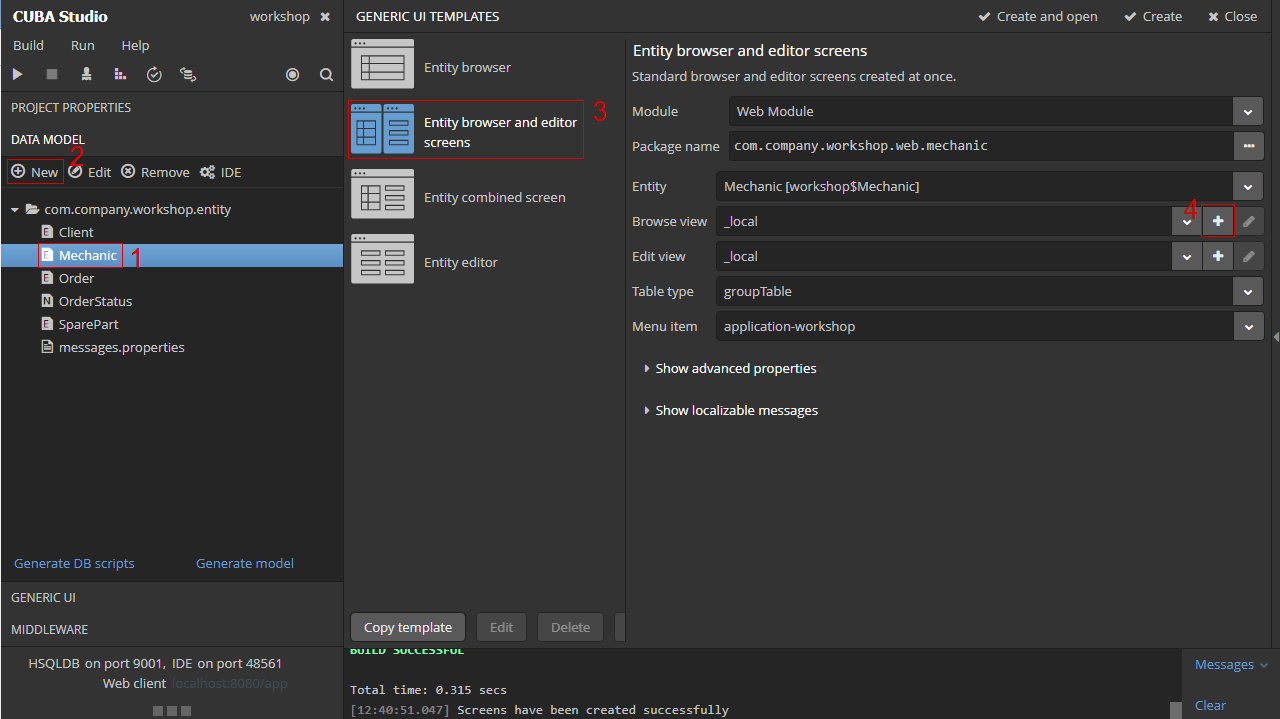 CUBA Studio
workshop
Build Run Help
PROJECT PROPERTIES
DATA MODEL
2
New Edit Remove IDE
com.company.workshop.entity
E Client
E Mechanic 1
E Order
N OrderStatus
E SparePart
messages.properties
Generate DB scripts Generate model
GENERIC UI
MIDDLEWARE
HSQLDB on port 9001, IDE on port 48561
Web client localhost:8080/app
GENERIC UI TEMPLATES
Create and open Create Close
Entity browser
Entity browser and editor
screens
3
Entity combined screen
Entity editor
Copy template Edit Delete
Entity browser and editor screens
Standard browser and editor screens created at once.
Module Web Module
Package name com.company.workshop.web.mechanic
Entity Mechanic [workshop$Mechanic]
Browse view _local 4
Edit view _local
Table type groupTable
Menu item application-workshop
Show advanced properties
Show localizable messages
BUILD SUCCESSFUL
Total time: 0.315 secs
[12:40:51.047] Screens have been created successfully
Messages
Clear